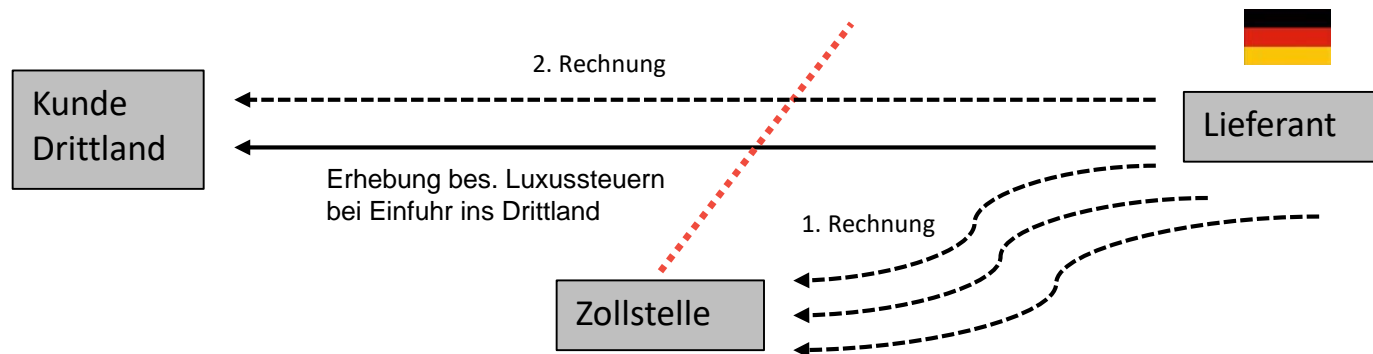 2. Rechnung
Kunde
Drittland
Lieferant
Erhebung bes. Luxussteuern
bei Einfuhr ins Drittland
1. Rechnung
Zollstelle